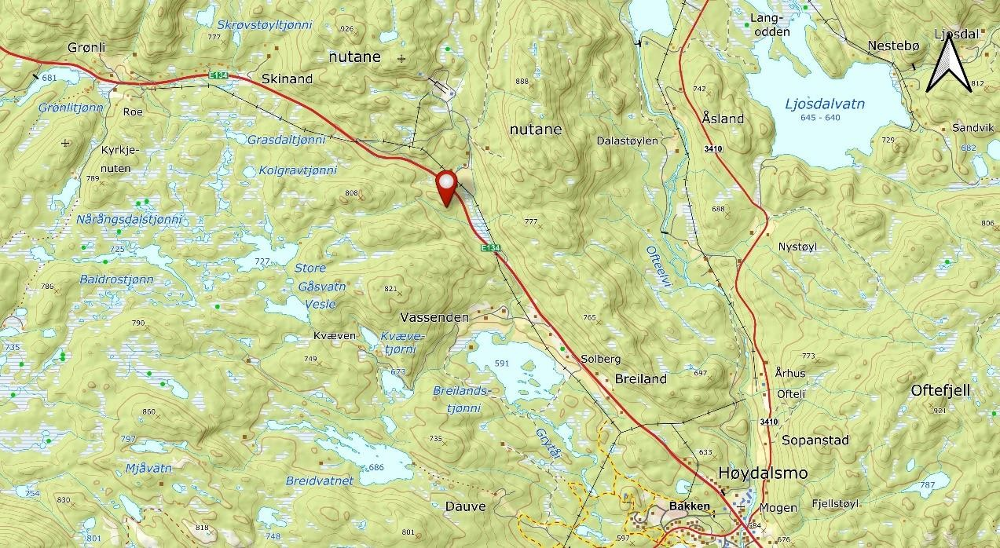 Skrøvstøyltjønni
777
926
Lang-
odden
Ljosdal
Nestebø
Grønli
nutane
681
E134
Skinand
888
742
812
Grønlitjønn
Roe
Ljosdalvatn
645 - 640
Åsland
nutane
Sandvik
682
Grasdaltjønni
Dalastøylen
3410
729
Kyrkje-
nuten
Kolgravtjønni
789
808
688
Nårångsdalstjønni
777
806
725
E134
Nystøyl
727
Store
Gåsvatn
Vesle
Ofteelvi
Baldrostjønn
786
821
790
Vassenden
765
Kvæven
Kvæve-
tjørni
735
749
591
Solberg
773
673
Breiland
697
Århus
Ofteli
Breilands-
tjønni
Oftefjell
921
860
3410
797
735
Grytåi
Sopanstad
633
Mjåvatn
686
Breidvatnet
Høydalsmo
787
754
830
Dauve
Bakken
Mogen
Fjellstøyl
818
801
748
801
597
584
676